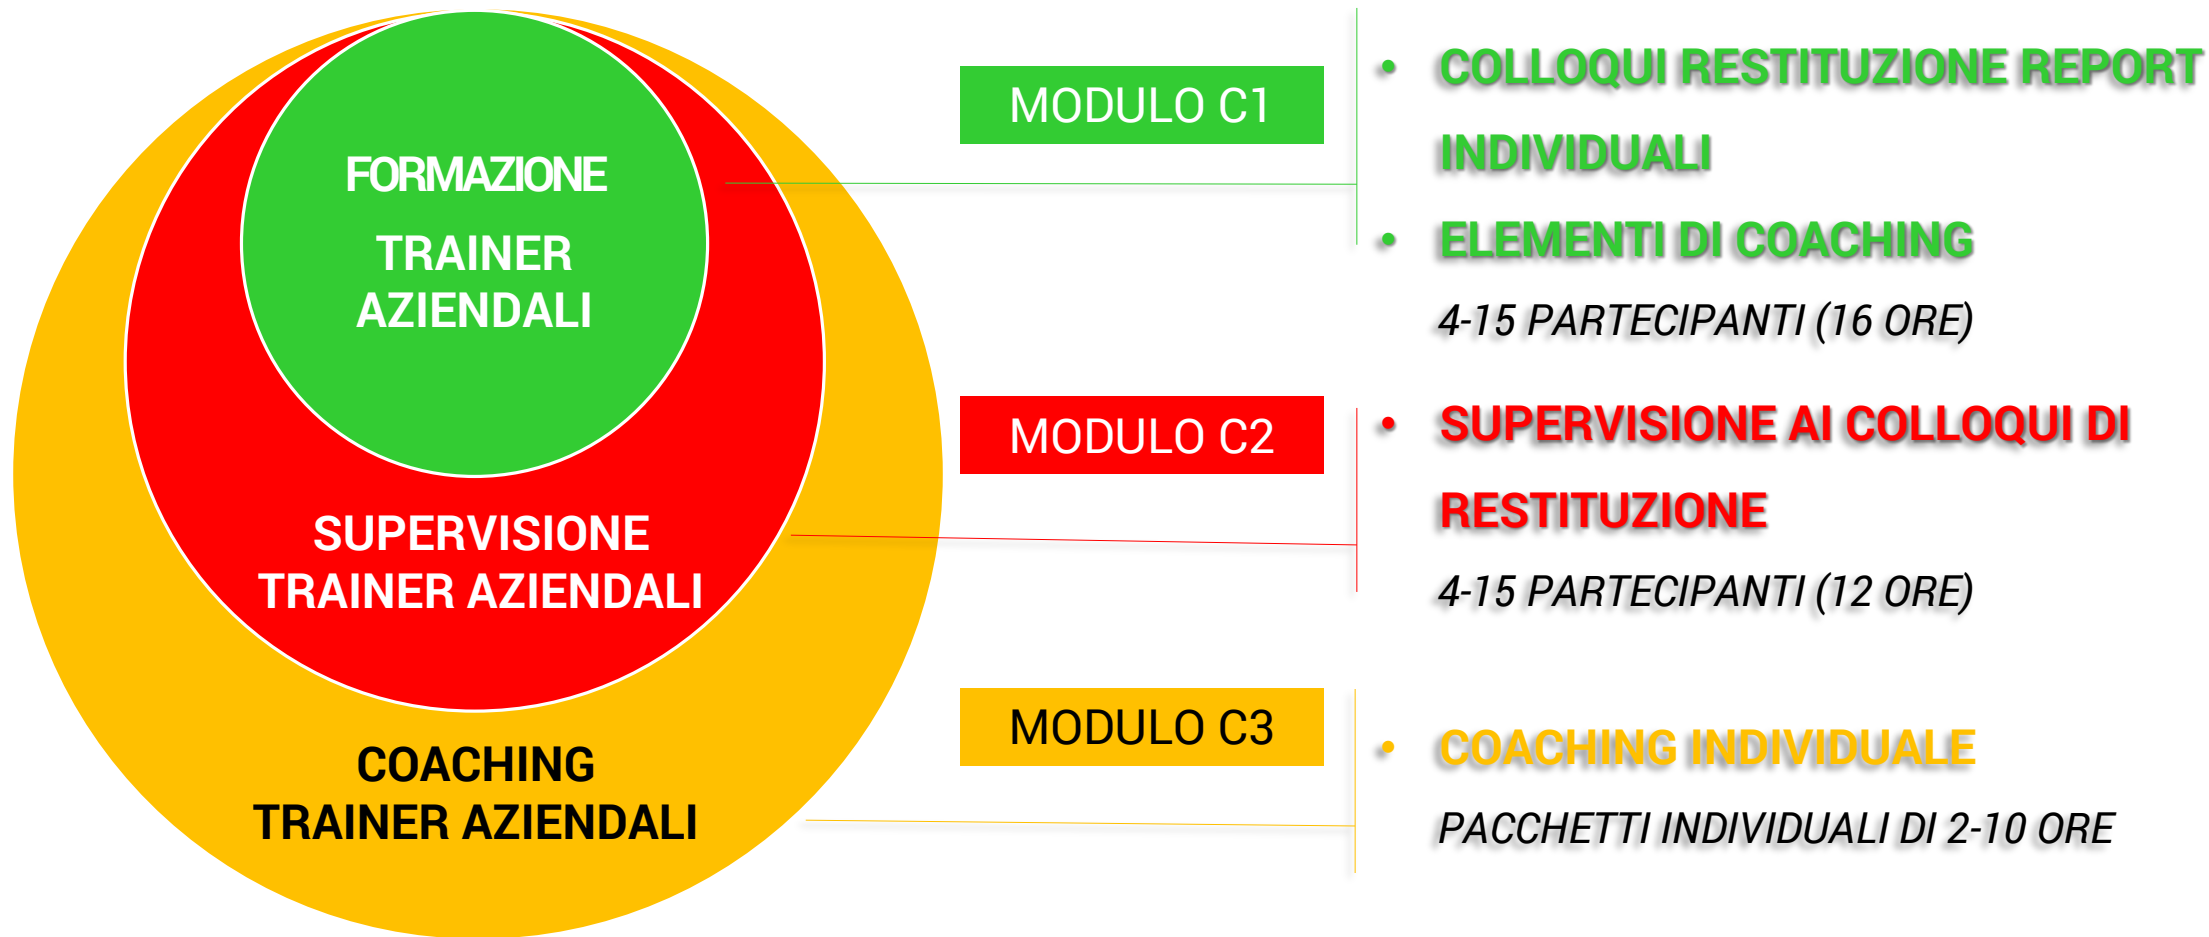 FORMAZIONE
TRAINER
AZIENDALI
SUPERVISIONE
TRAINER AZIENDALI
COACHING
TRAINER AZIENDALI
MODULO C1
• COLLOQUI RESTITUZIONE REPORT
INDIVIDUALI
• ELEMENTI DI COACHING
4-15 PARTECIPANTI (16 ORE)
MODULO C2
• SUPERVISIONE AI COLLOQUI DI
RESTITUZIONE
4-15 PARTECIPANTI (12 ORE)
MODULO C3
• COACHING INDIVIDUALE
PACCHETTI INDIVIDUALI DI 2-10 ORE